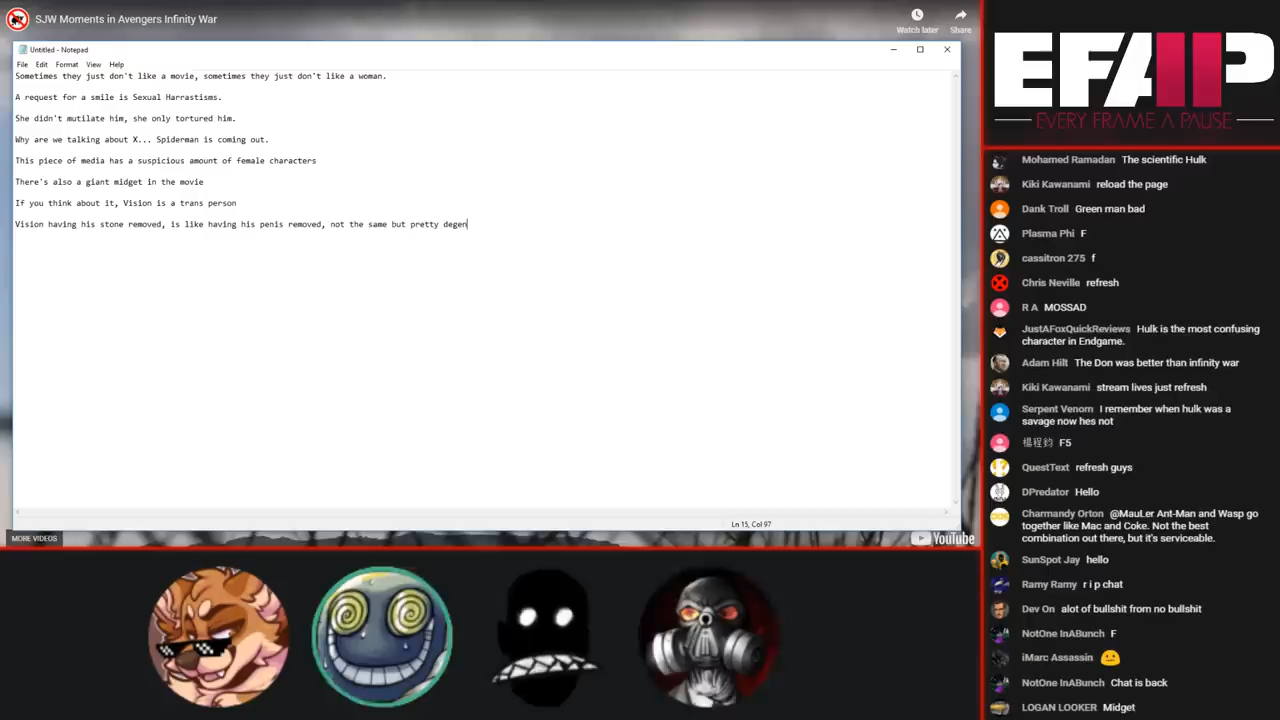 SJW Moments in Avengers Infinity War
Watch later
Share
Untitled - Notepad
File Edit Format View Help
Sometimes they just don't like a movie, sometimes they just don't like a woman.
A request for a smile is Sexual Harrastisms.
She didn't mutilate him, she only tortured him.
Why are we talking about X... Spiderman is coming out.
This piece of media has a suspicious amount of female characters
There's also a giant midget in the movie
If you think about it, Vision is a trans person
Vision having his stone removed, is like having his penis removed, not the same but pretty degen
Ln 15, Col 97
MORE VIDEOS
YouTube
EFAP
EVERY FRAME A PAUSE
Mohamed Ramadan The scientific Hulk
Kiki Kawanami reload the page
Dank Troll Green man bad
Plasma Phi F
cassitron 275 f
Chris Neville refresh
R A MOSSAD
JustAFoxQuickReviews Hulk is the most confusing
character in Endgame.
Adam Hilt The Don was better than infinity war
Kiki Kawanami stream lives just refresh
Serpent Venom I remember when hulk was a
savage now hes not
楊程鈞 F5
QuestText refresh guys
DPredator Hello
Charmandy Orton @MauLer Ant-Man and Wasp go
together like Mac and Coke. Not the best
combination out there, but it's serviceable.
SunSpot Jay hello
Ramy Ramy r i p chat
Dev On alot of bullshit from no bullshit
NotOne InABunch F
iMarc Assassin
NotOne InABunch Chat is back
LOGAN LOOKER Midget